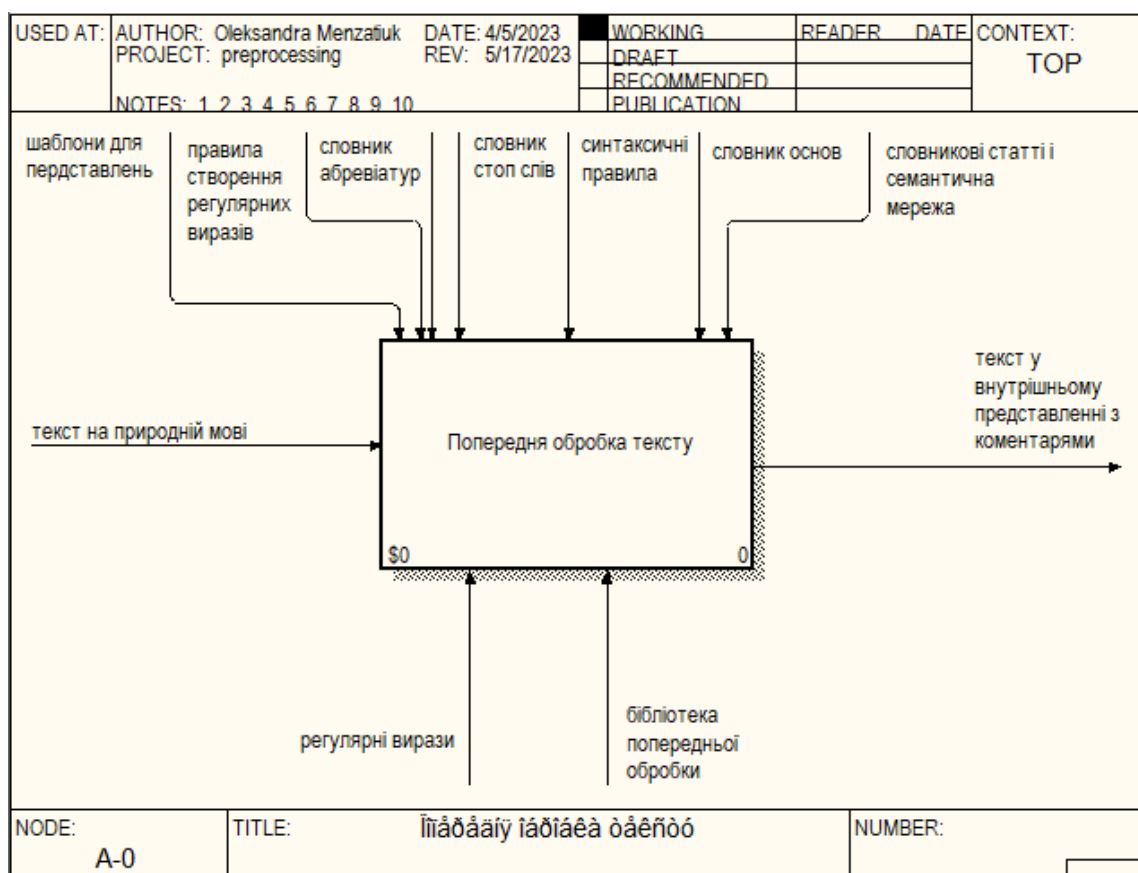 USED AT:
AUTHOR: Oleksandra Menzatiuk
DATE: 4/5/2023
PROJECT: preprocessing
REV: 5/17/2023
NOTES: 1 2 3 4 5 6 7 8 9 10
WORKING
DRAFT
RECOMMENDED
PUBLICATION
READER DATE
CONTEXT:
TOP
шаблони для
пердставлень
правила
створення
регулярних
виразів
словник
абревіатур
словник
стоп слів
синтаксичні
правила
словник основ
словникові статті і
семантична
мережа
текст на природній мові
Попередня обробка тексту
$0
0
текст у
внутрішньому
представленні з
коментарями
регулярні вирази
бібліотека
попередньої
обробки
NODE:
A-0
TITLE:
Ïîïåðåäíÿ îáðîáêà òåêñòó
NUMBER: